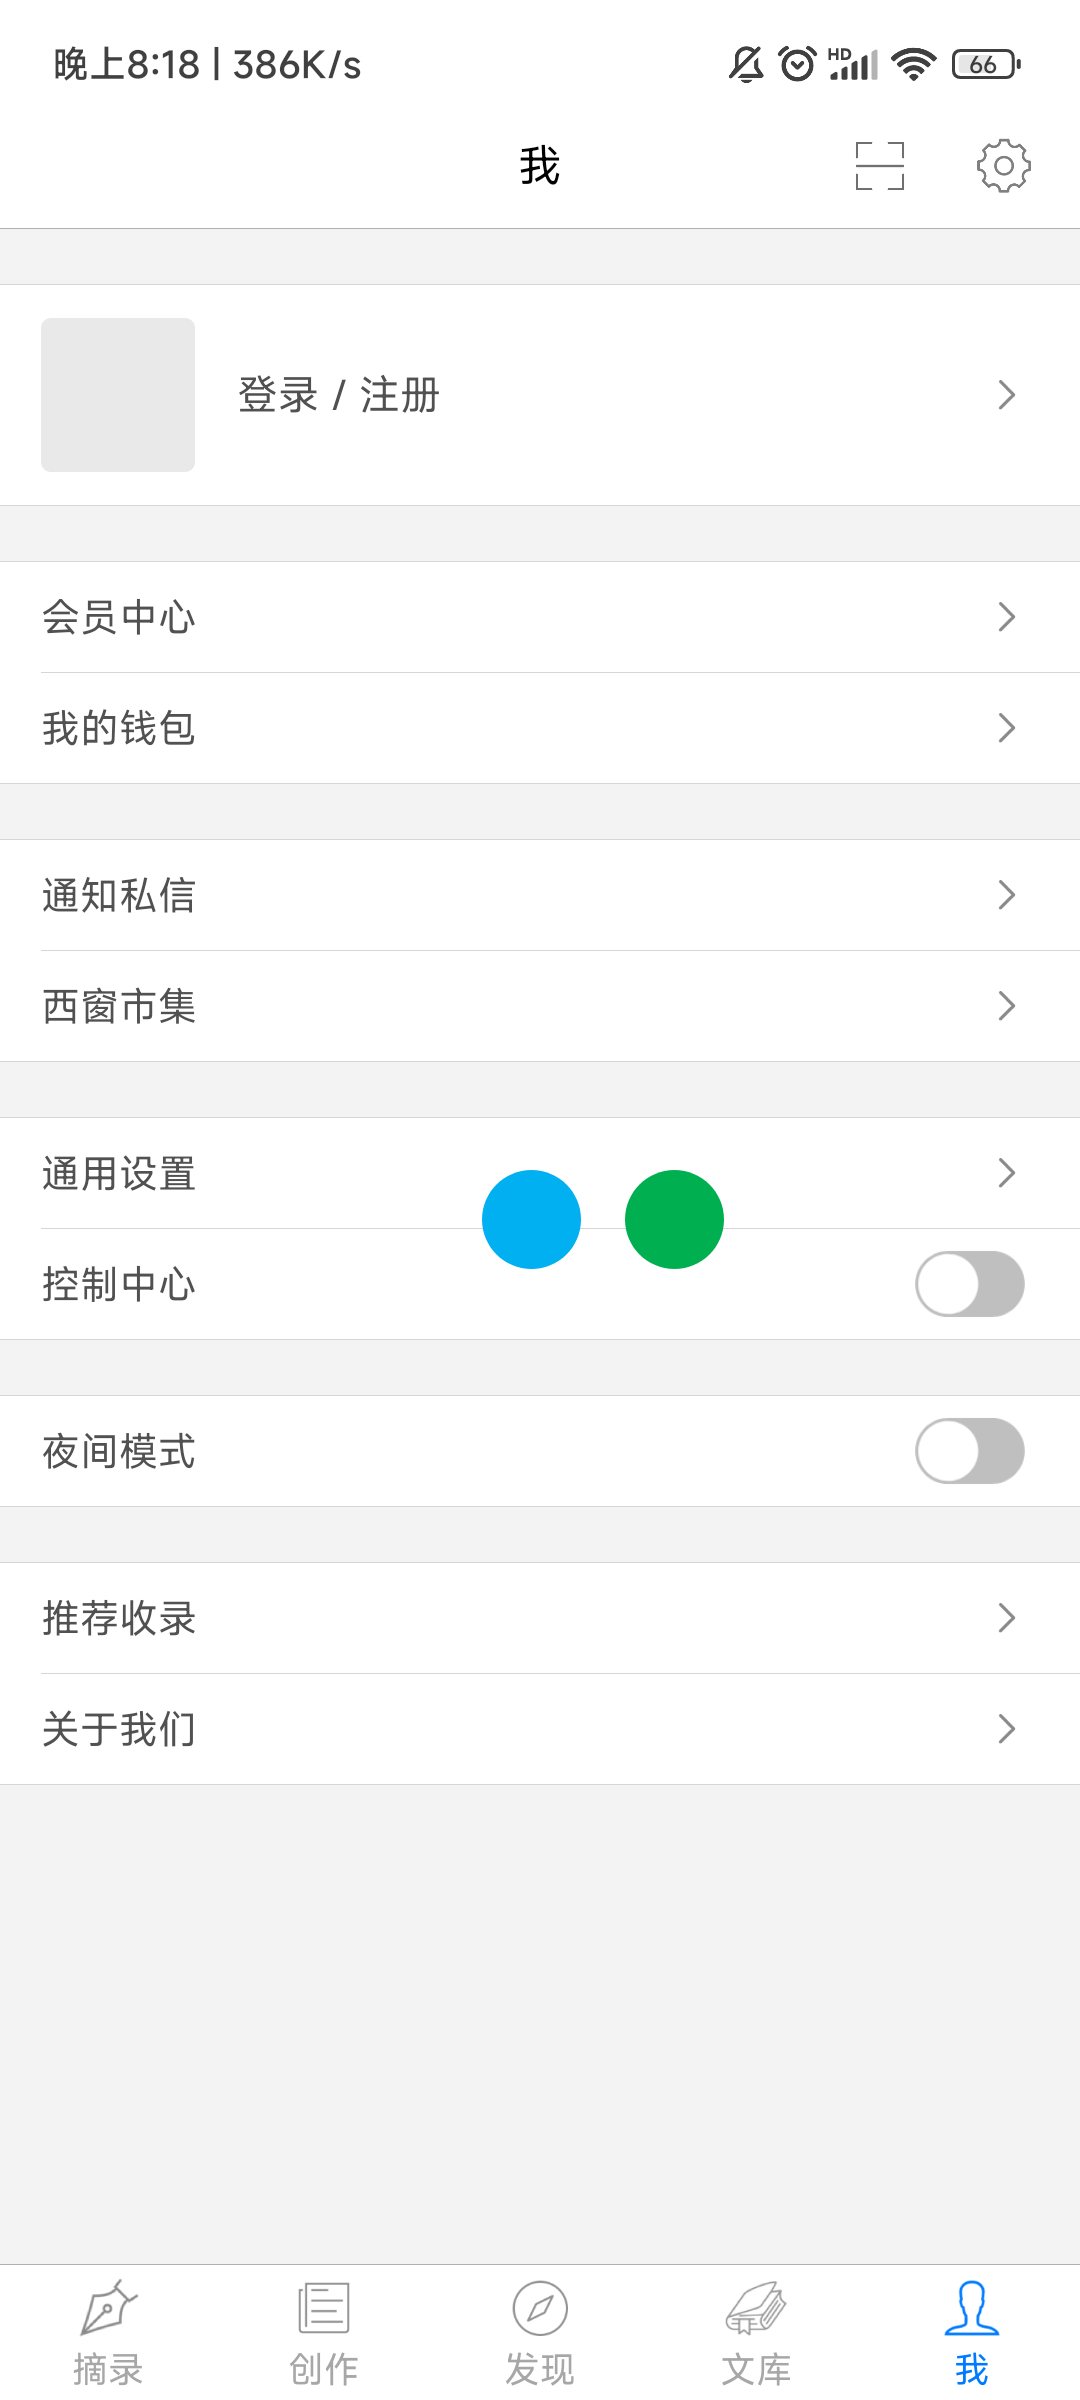 晚上8:18 | 386K/s
HD
66
我
登录 / 注册
会员中心
我的钱包
通知私信
西窗市集
通用设置
控制中心
夜间模式
推荐收录
关于我们
摘录 创作 发现 文库 我